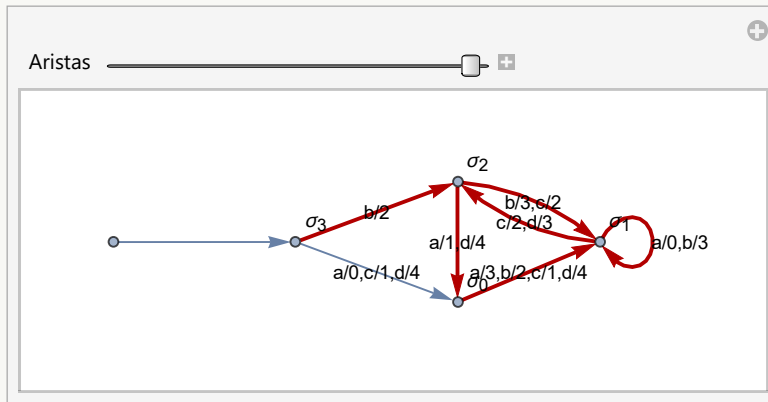 Aristas
σ2
σ3
b/2
b/3,c/2
c/2,d/3
σ1
a/1,d/4
a/0,b/3
a/0,c/1,d/4
a/3,b/2,c/1,d/4
σ0